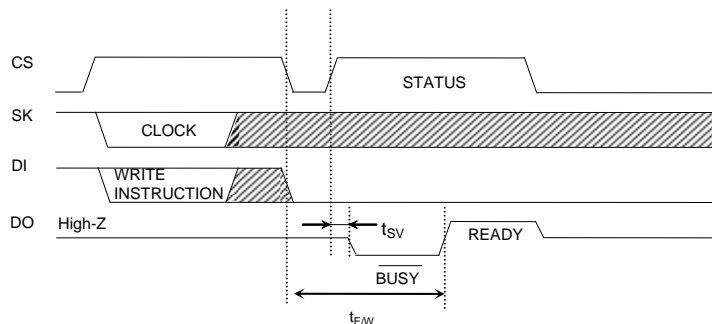 CS
STATUS
SK
CLOCK
DI
WRITE
INSTRUCTION
DO High-Z
tSV
READY
BUSY
tE/W